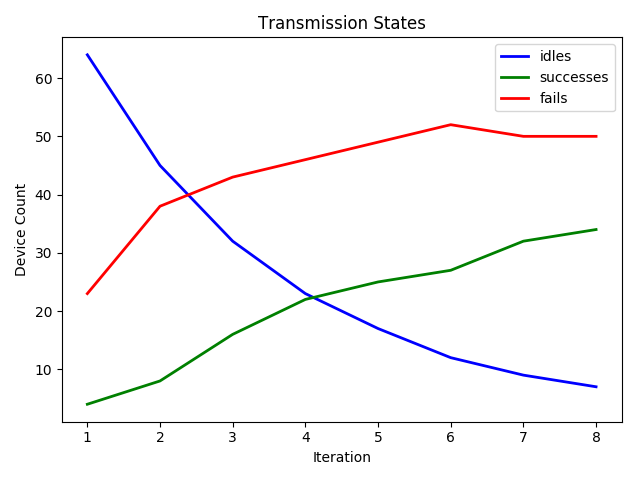 Transmission States
idles
successes
fails
Device Count
60
50
40
30
20
10
1 2 3 4 5 6 7 8
Iteration